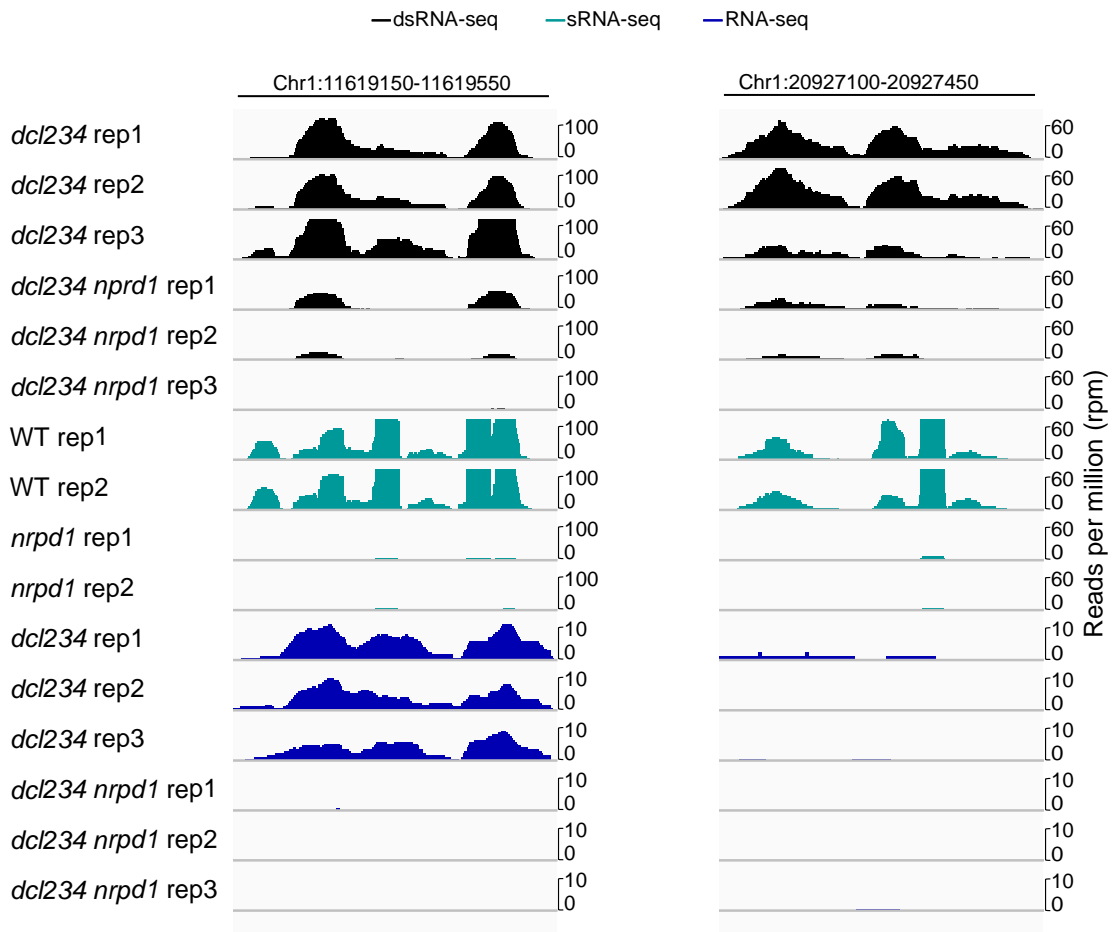 dsRNA-seq sRNA-seq RNA-seq
Chr1:11619150-11619550 Chr1:20927100-20927450
dcl234 rep1 100 0 60 0
dcl234 rep2 100 0 60 0
dcl234 rep3 100 0 60 0
dcl234 nprd1 rep1 100 0 60 0
dcl234 nrpd1 rep2 100 0 60 0
dcl234 nrpd1 rep3 100 0 60 0
WT rep1 100 0 60 0
WT rep2 100 0 60 0
nrpd1 rep1 100 0 60 0
nrpd1 rep2 100 0 60 0
dcl234 rep1 10 0 10 0
dcl234 rep2 10 0 10 0
dcl234 rep3 10 0 10 0
dcl234 nrpd1 rep1 10 0 10 0
dcl234 nrpd1 rep2 10 0 10 0
dcl234 nrpd1 rep3 10 0 10 0
Reads per million (rpm)